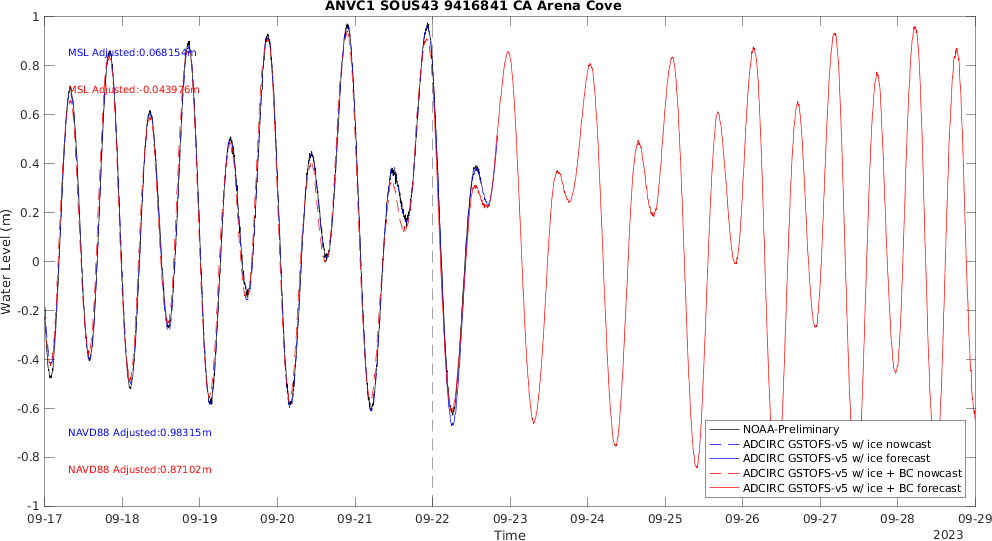 ANVC1 SOUS43 9416841 CA Arena Cove
1
0.8
0.6
0.4
0.2
0
-0.2
-0.4
-0.6
-0.8
-1
Water Level (m)
MSL Adjusted:0.068154m
MSL Adjusted:-0.043976m
NAVD88 Adjusted:0.98315m
NAVD88 Adjusted:0.87102m
NOAA-Preliminary
ADCIRC GSTOFS-v5 w/ ice nowcast
ADCIRC GSTOFS-v5 w/ ice forecast
ADCIRC GSTOFS-v5 w/ ice + BC nowcast
ADCIRC GSTOFS-v5 w/ ice + BC forecast
09-17 09-18 09-19 09-20 09-21 09-22 09-23 09-24 09-25 09-26 09-27 09-28 09-29
Time
2023